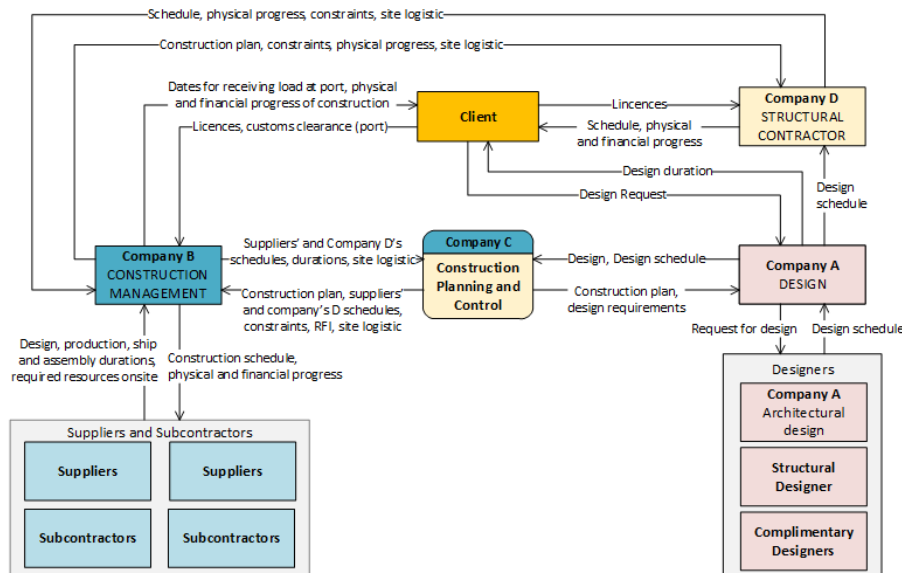 Schedule, physical progress, constraints, site logistic
Construction plan, constraints, physical progress, site logistic
Dates for receiving load at port, physical
and financial progress of construction
Licences, customs clearance (port)
Client
Lincences
Schedule, physical
and financial progress
Company D
STRUCTURAL
CONTRACTOR
Design duration
Design Request
Design
schedule
Company B
CONSTRUCTION
MANAGEMENT
Suppliers' and Company D's
schedules, durations, site logistic
Construction plan, suppliers'
and company's D schedules,
constraints, RFI, site logistic
Company C
Construction
Planning and
Control
Design, Design schedule
Construction plan,
design requirements
Company A
DESIGN
Request for design
Design schedule
Design, production, ship
and assembly durations,
required resources onsite
Construction schedule,
physical and financial progress
Suppliers and Subcontractors
Suppliers
Suppliers
Subcontractors
Subcontractors
Designers
Company A
Architectural
design
Structural
Designer
Complimentary
Designers